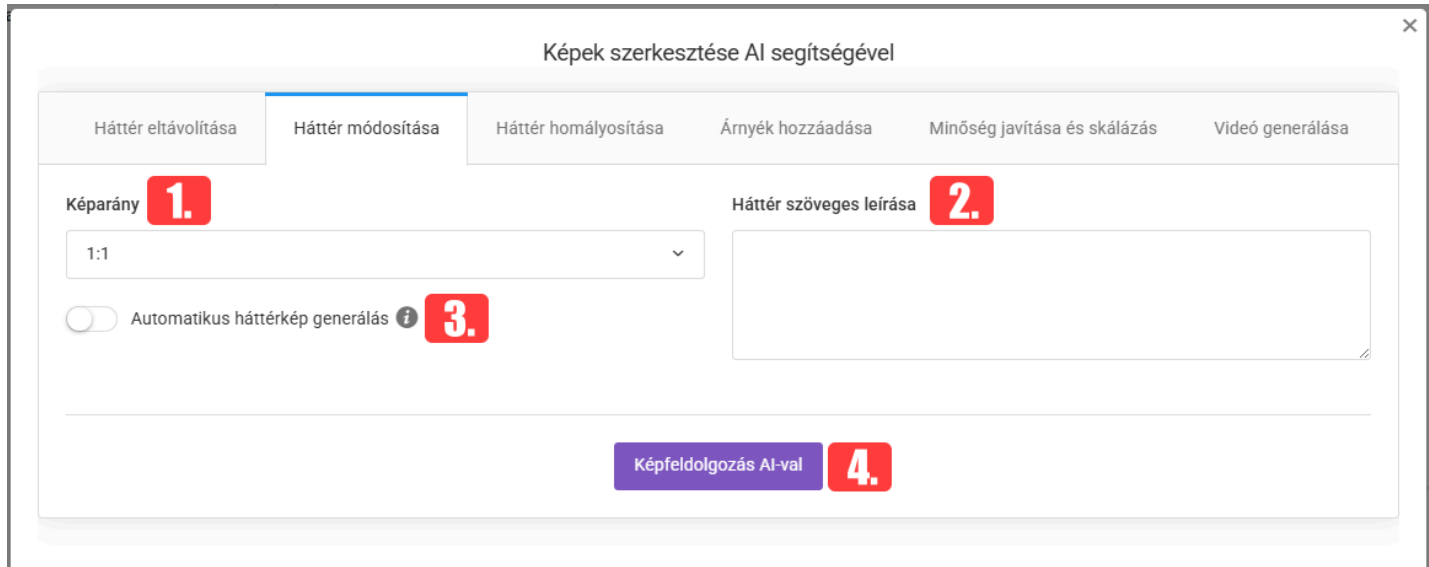 Képek szerkesztése AI segítségével
×
Háttér eltávolítása
Háttér módosítása
Háttér homályosítása
Árnyék hozzáadása
Minőség javítása és skálázás
Videó generálása
Képarány 1.
1:1
Automatikus háttérkép generálás i 3.
Háttér szöveges leírása 2.
Képfeldolgozás AI-val 4.